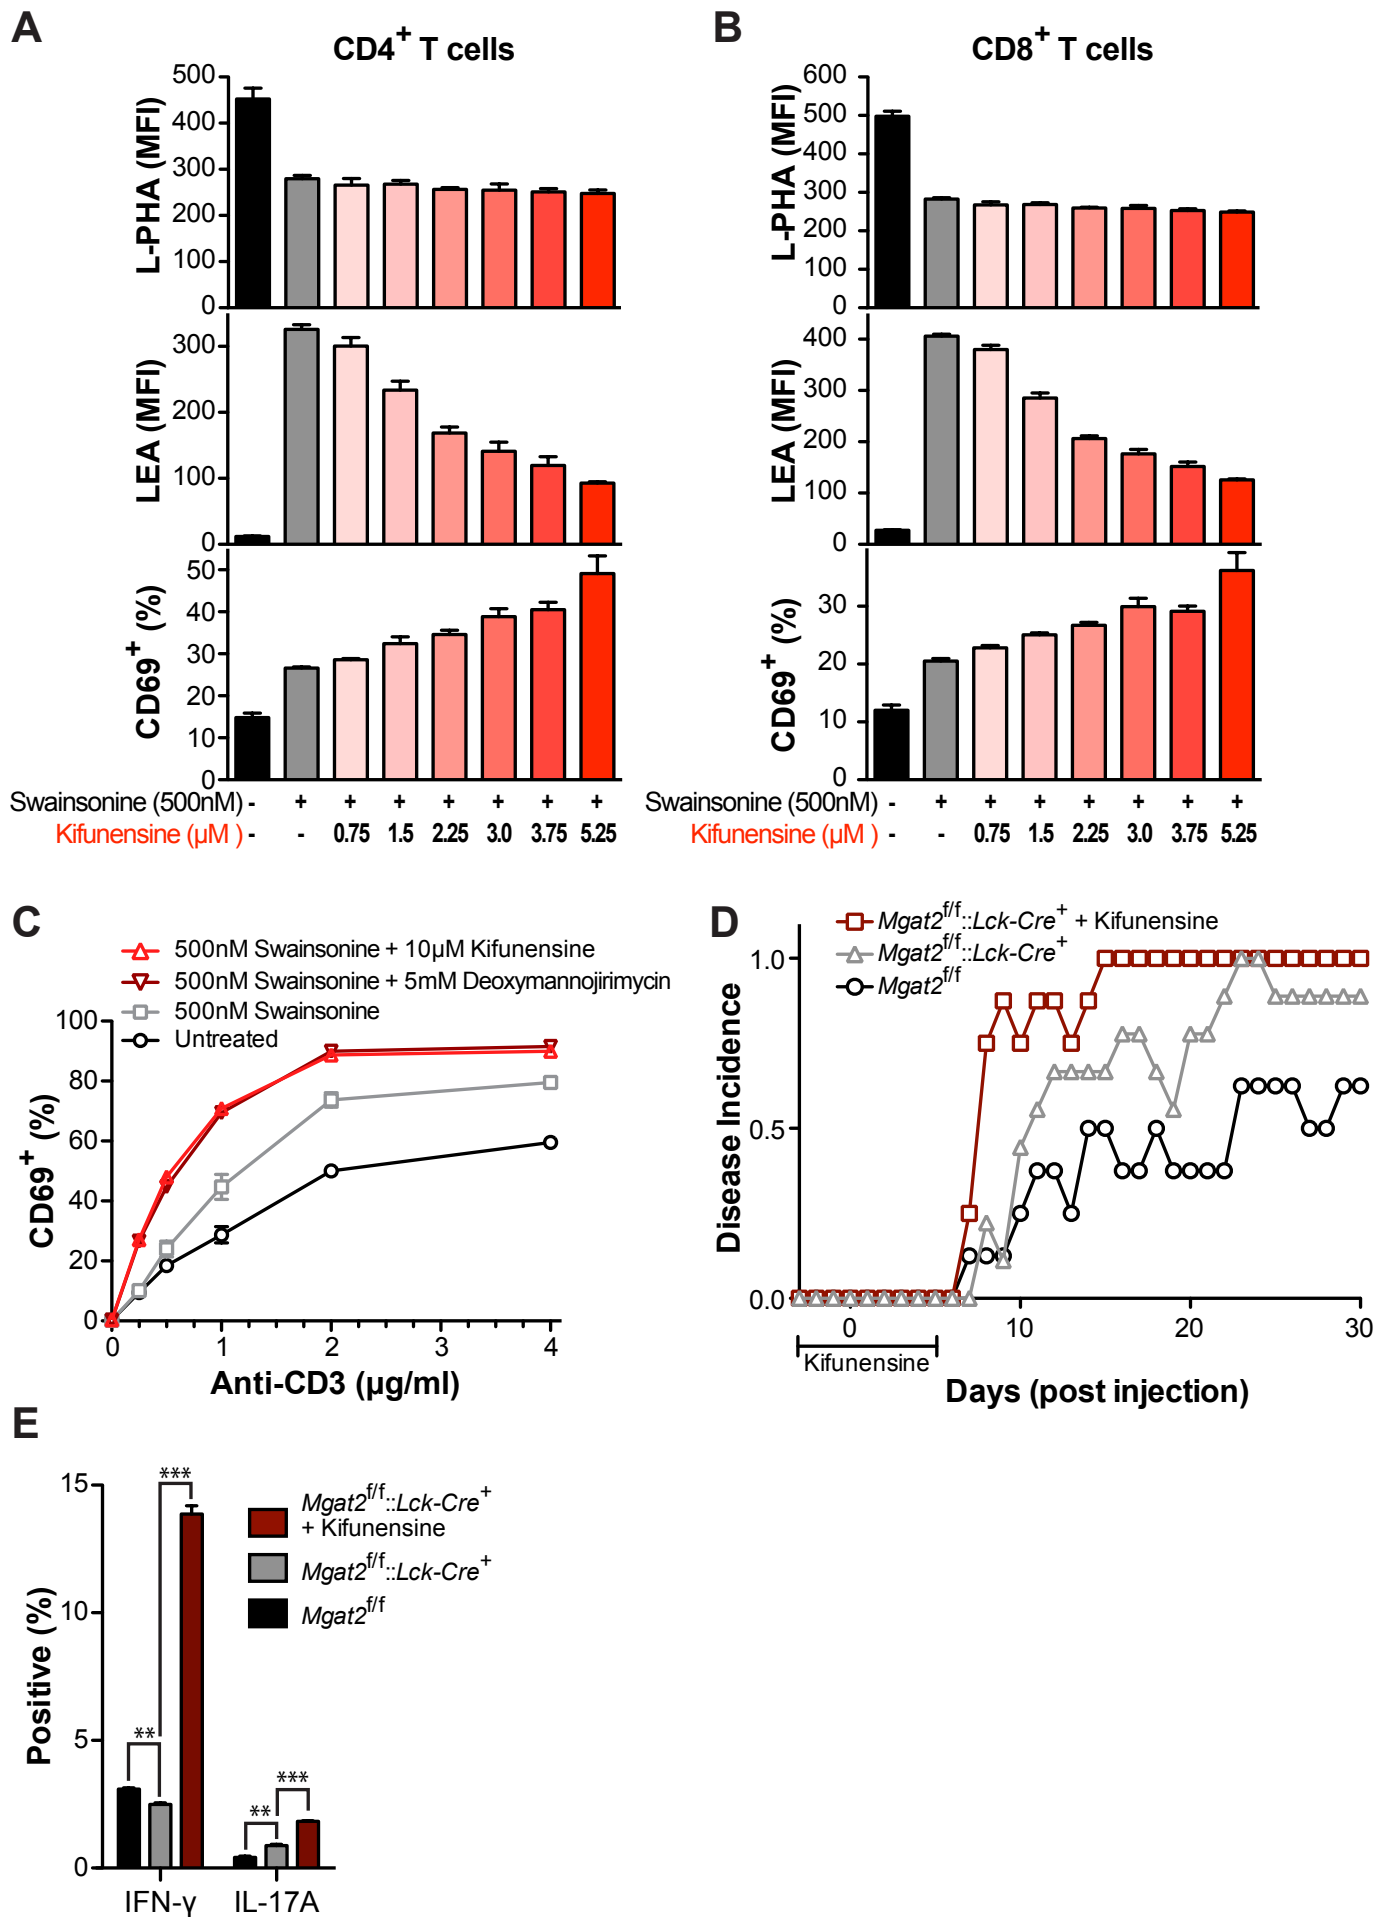 A
CD4+ T cells
500
400
300
200
100
0
L-PHA (MFI)
300
200
100
0
LEA (MFI)
50
40
30
20
10
0
CD69+ (%)
Swainsonine (500nM) - + + + + + + +
Kifunensine (µM ) - - 0.75 1.5 2.25 3.0 3.75 5.25
B
CD8+ T cells
600
500
400
300
200
100
0
L-PHA (MFI)
400
300
200
100
0
LEA (MFI)
30
20
10
0
CD69+ (%)
Swainsonine (500nM) - + + + + + + +
Kifunensine (µM ) - - 0.75 1.5 2.25 3.0 3.75 5.25
C
500nM Swainsonine + 10µM Kifunensine
500nM Swainsonine + 5mM Deoxymannojirimycin
500nM Swainsonine
Untreated
100
80
60
40
20
0
CD69+ (%)
0 1 2 4
Anti-CD3 (µg/ml)
D
Mgat2f/f::Lck-Cre+ + Kifunensine
Mgat2f/f::Lck-Cre+
Mgat2f/f
1.0
0.5
0.0
Disease Incidence
0 10 20 30
Kifunensine
Days (post injection)
E
15
10
5
0
Positive (%)
***
**
***
**
Mgat2f/f::Lck-Cre+
+ Kifunensine
Mgat2f/f::Lck-Cre+
Mgat2f/f
IFN-γ IL-17A